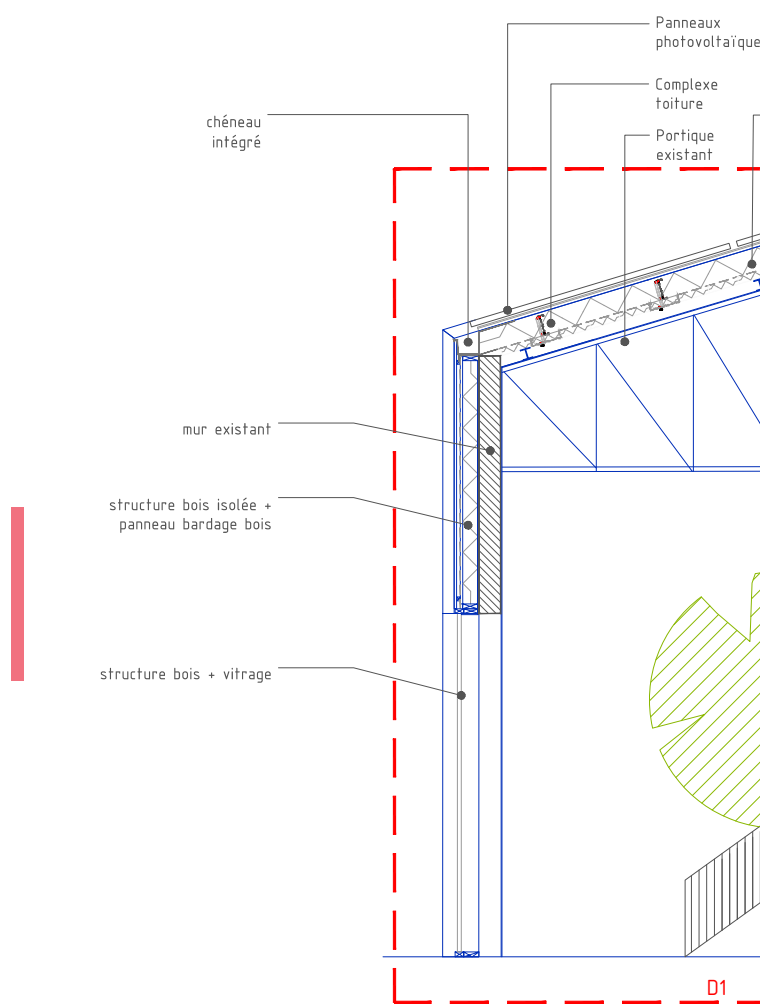 Panneaux
photovoltaïque
Complexe
toiture
chéneau
intégré
Portique
existant
mur existant
structure bois isolée +
panneau bardage bois
structure bois + vitrage
D1